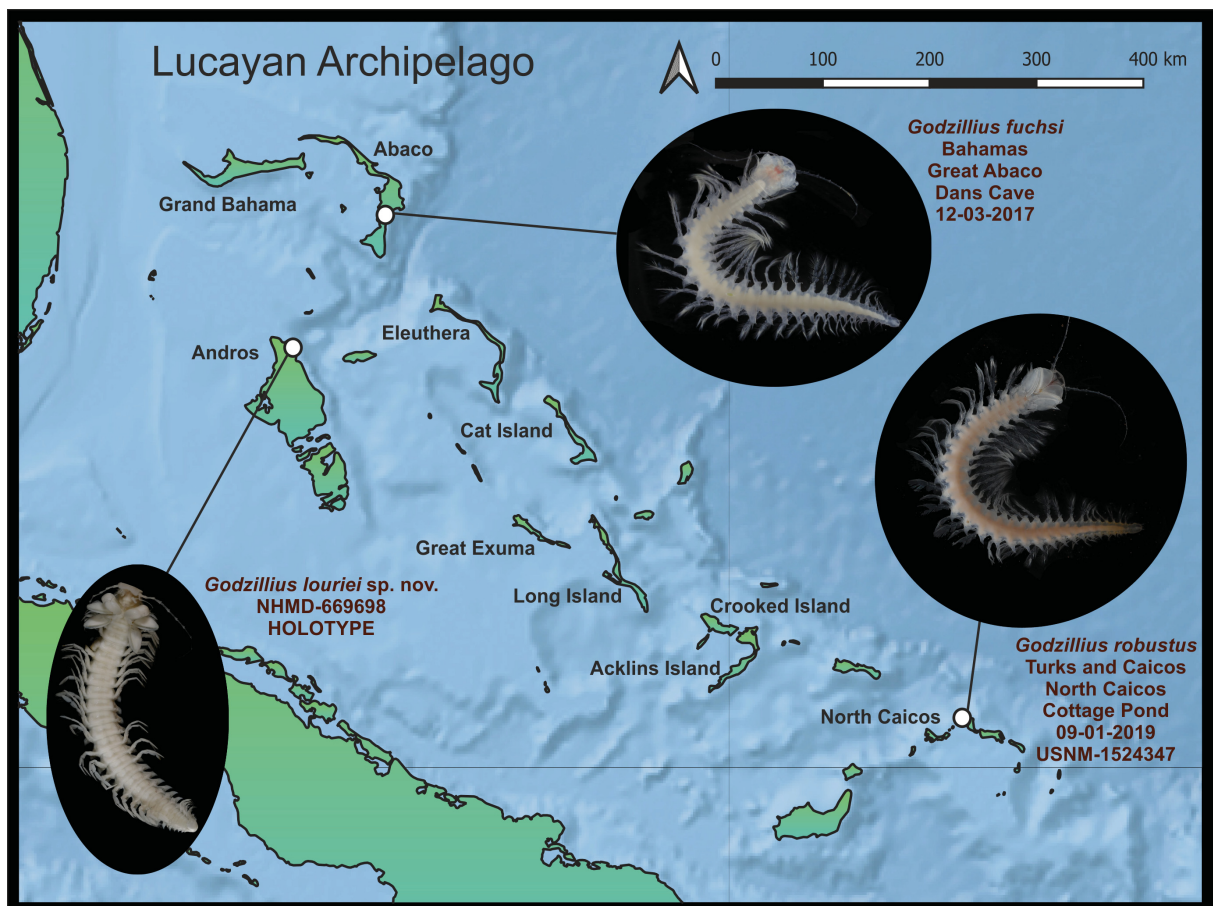 Lucayan Archipelago
0 100 200 300 400 km
Godzillius fuchsi
Bahamas
Great Abaco
Dans Cave
12-03-2017
Abaco
Grand Bahama
Eleuthera
Andros
Cat Island
Great Exuma
Long Island
Crooked Island
Acklins Island
North Caicos
Godzillius louriei sp. nov.
NHMD-669698
HOLOTYPE
Godzillius robustus
Turks and Caicos
North Caicos
Cottage Pond
09-01-2019
USNM-1524347